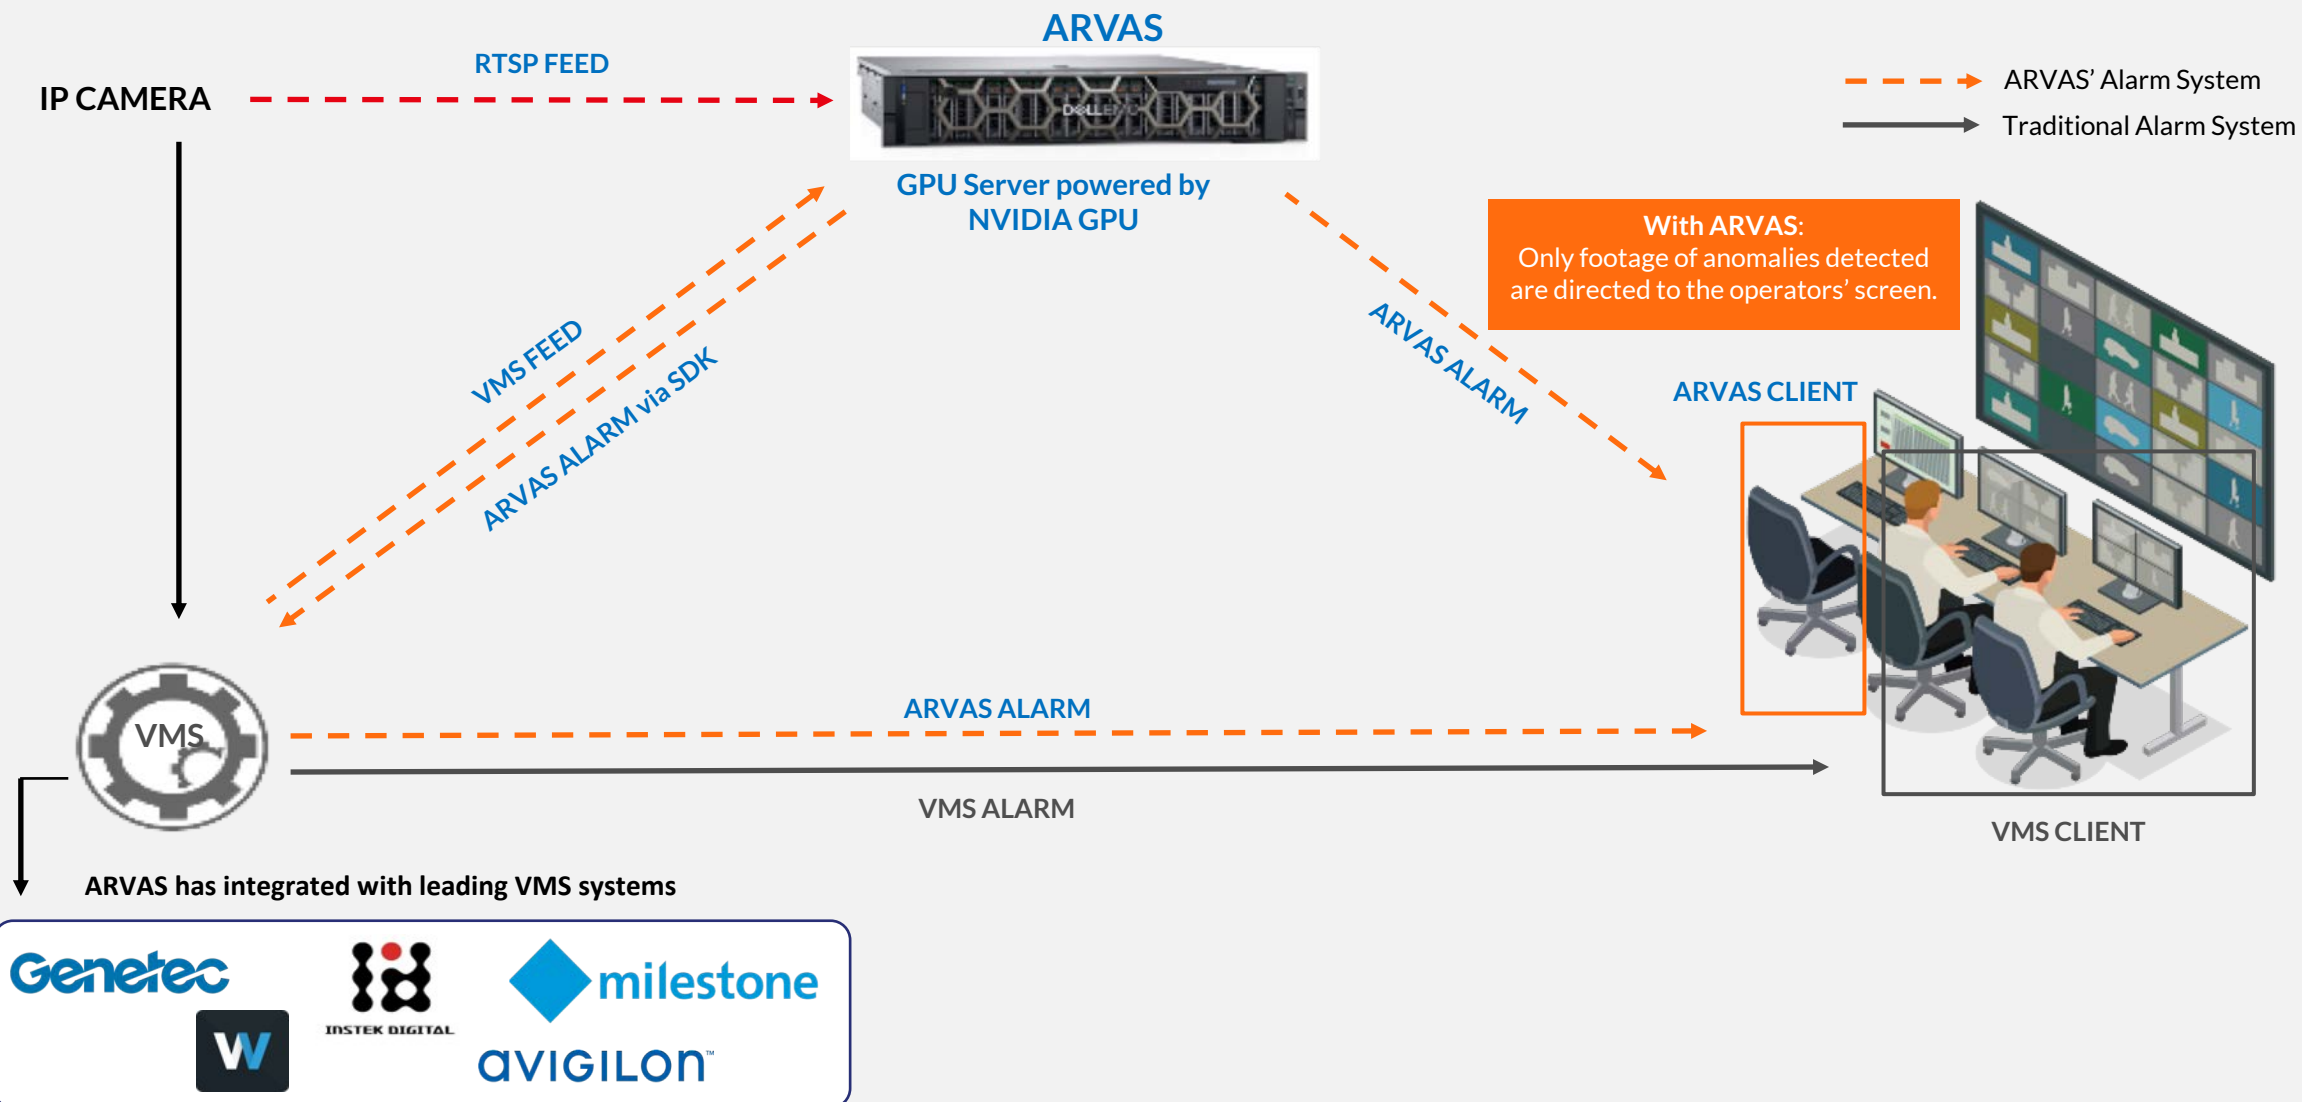 ARVAS
RTSP FEED
IP CAMERA
DELLEMC
ARVAS' Alarm System
Traditional Alarm System
GPU Server powered by
NVIDIA GPU
With ARVAS:
Only footage of anomalies detected
are directed to the operators' screen.
VMS FEED
ARVAS ALARM via SDK
ARVAS ALARM
ARVAS CLIENT
VMS
ARVAS ALARM
VMS ALARM
VMS CLIENT
ARVAS has integrated with leading VMS systems
Genetec
INSTEK DIGITAL
milestone
W
AVIGILON™